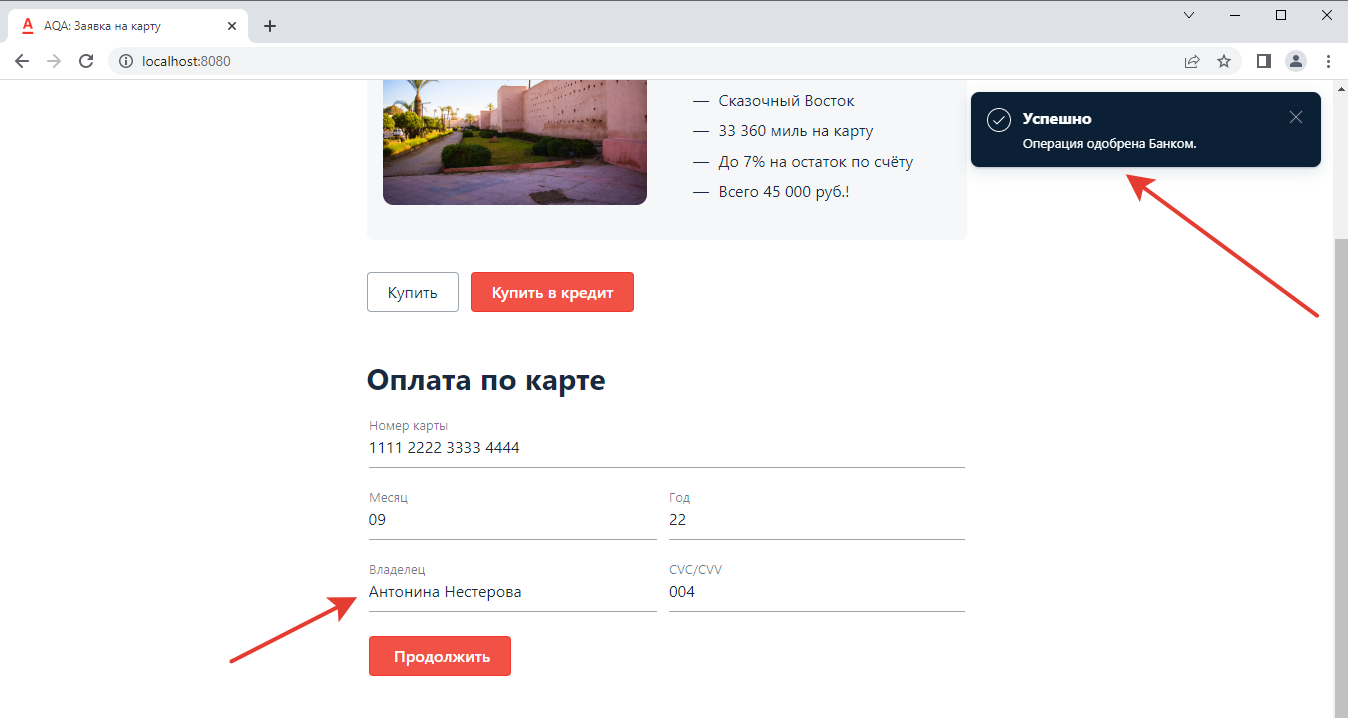 AQA: Заявка на карту
localhost:8080
— Сказочный Восток
— 33 360 миль на карту
— До 7% на остаток по счёту
— Всего 45 000 руб.!
Успешно
Операция одобрена Банком.
Купить
Купить в кредит
Оплата по карте
Номер карты
1111 2222 3333 4444
Месяц
Год
09
22
Владелец
CVC/CVV
Антонина Нестерова
004
Продолжить